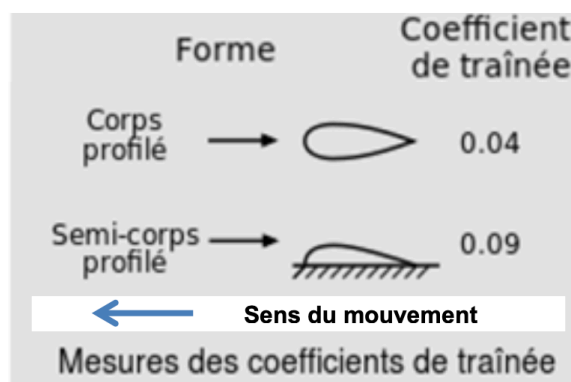 Forme
Coefficient
de traînée
Corps
profilé
0.04
Semi-corps
profilé
0.09
Sens du mouvement
Mesures des coefficients de traînée